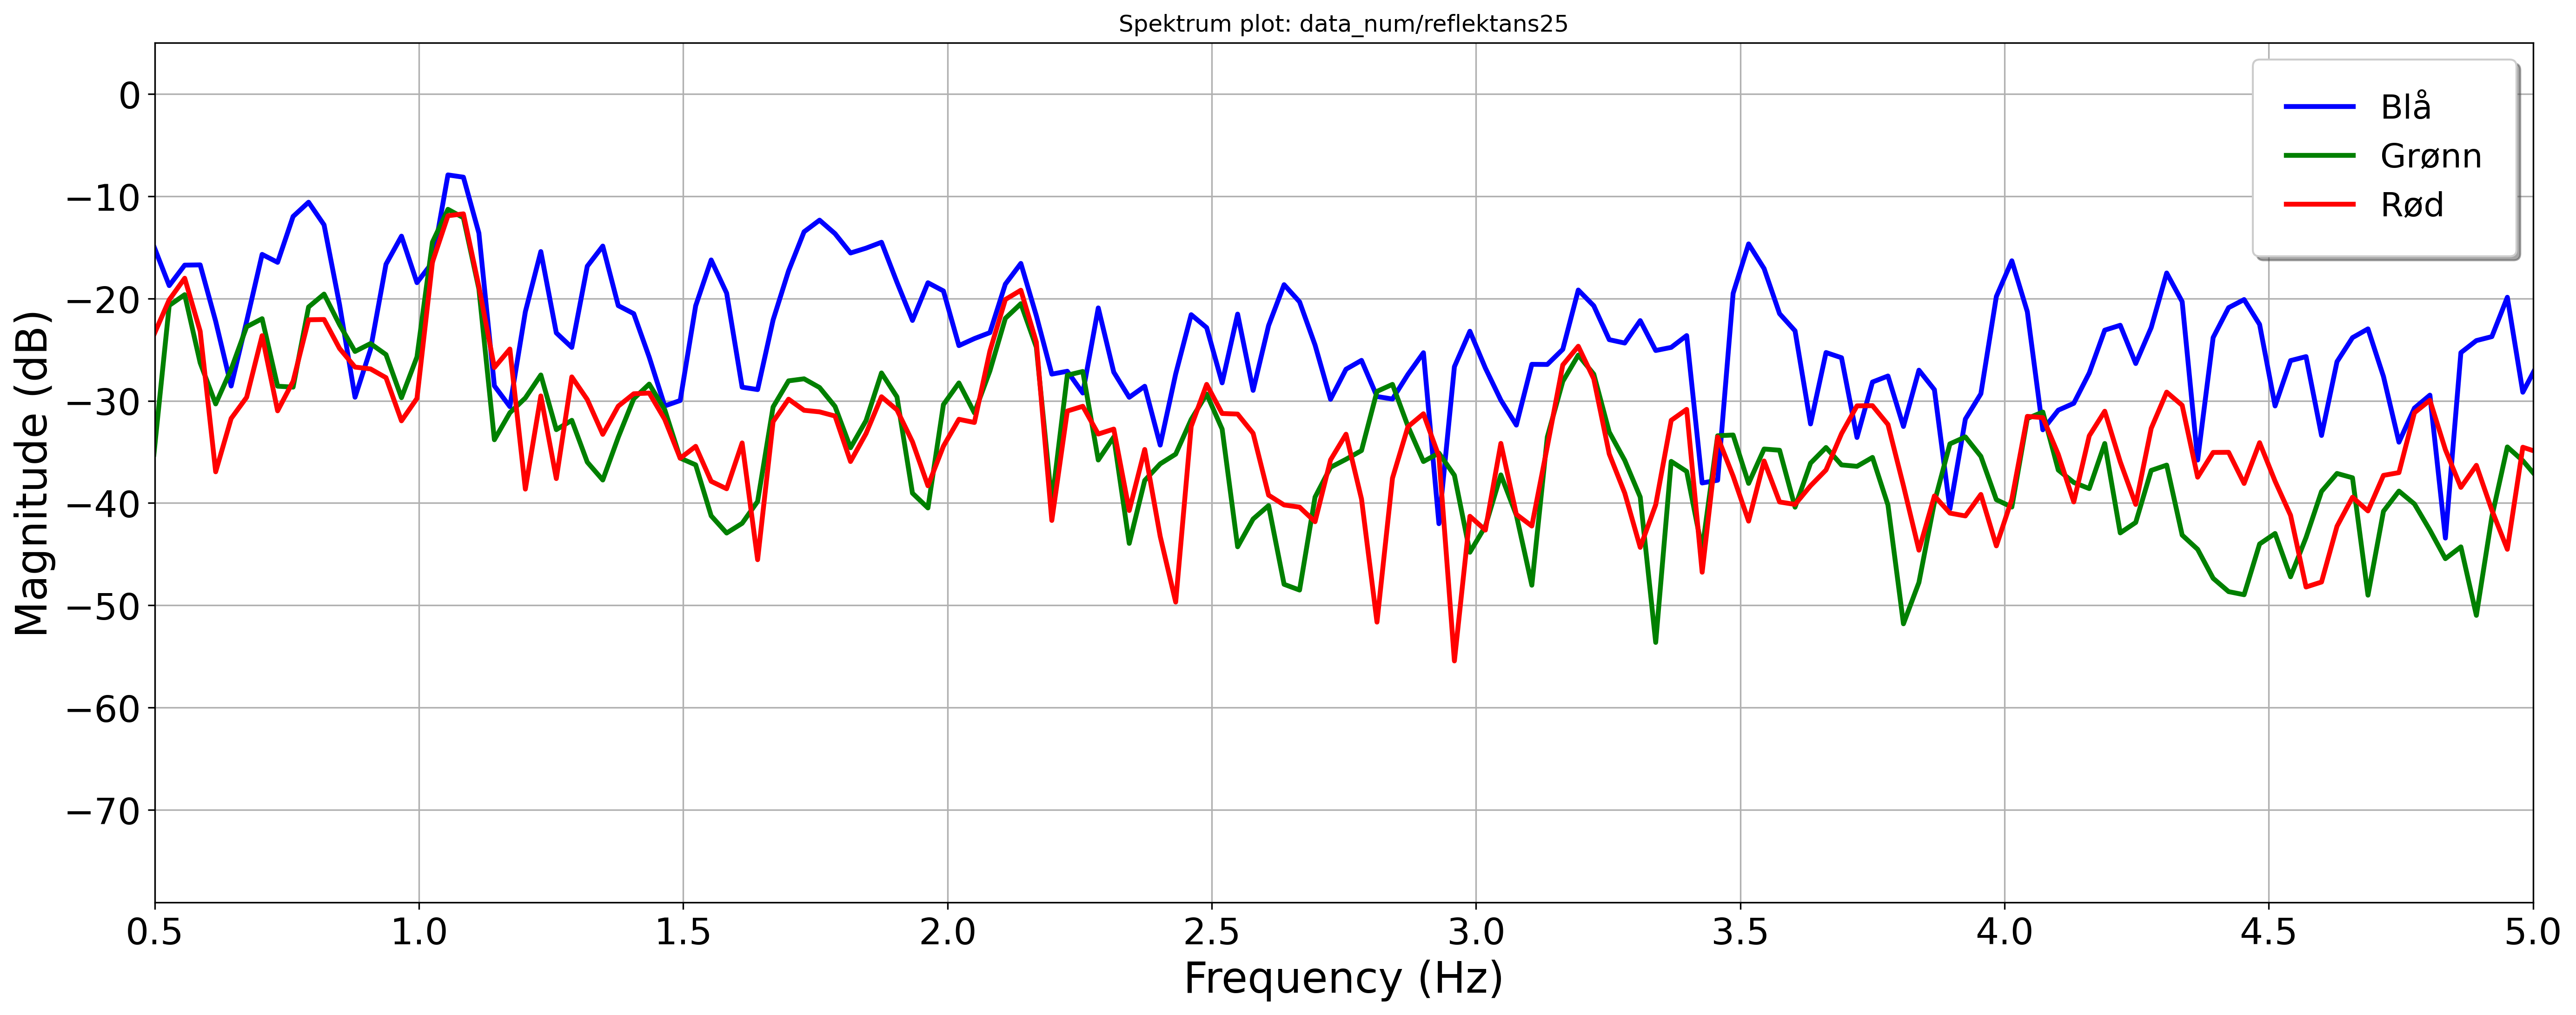 Spektrum plot: data_num/reflektans25
Magnitude (dB)
0
−10
−20
−30
−40
−50
−60
−70
Blå
Grønn
Rød
0.5 1.0 1.5 2.0 2.5 3.0 3.5 4.0 4.5 5.0
Frequency (Hz)